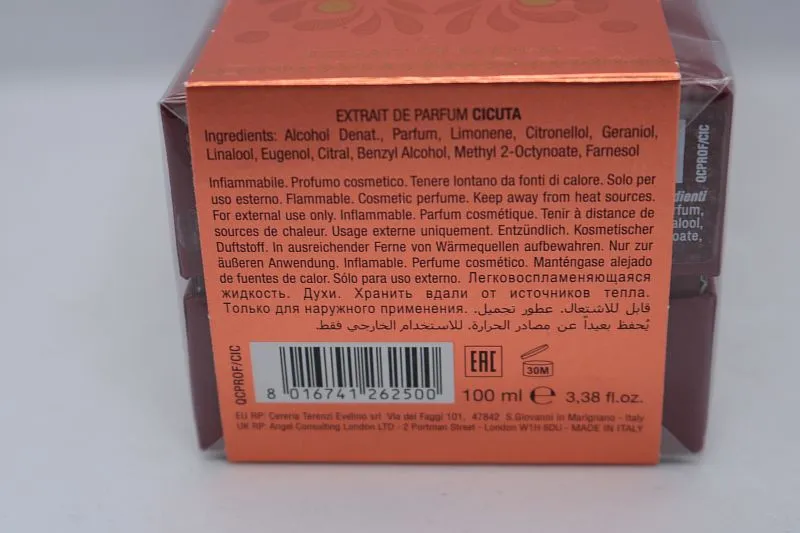 EXTRAIT DE PARFUM CICUTA
Ingredients: Alcohol Denat., Parfum, Limonene, Citronellol, Geraniol,
Linalool, Eugenol, Citral, Benzyl Alcohol, Methyl 2-Octynoate, Farnesol
Infiammabile. Profumo cosmetico. Tenere lontano da fonti di calore. Solo per
uso esterno. Flammable. Cosmetic perfume. Keep away from heat sources.
For external use only. Inflammable. Parfum cosmétique. Tenir à distance de
sources de chaleur. Usage externe uniquement. Entzündlich. Kosmetischer
Duftstoff. In ausreichender Ferne von Wärmequellen aufbewahren. Nur zur
äußeren Anwendung. Inflamable. Perfume cosmético. Manténgase alejado
de fuentes de calor. Sólo para uso externo. Легковоспламеняющаяся
жидкость. Духи. Хранить вдали от источников тепла.
Только для наружного применения. قابل للاشتعال. عطور تجميل.
يُحفظ بعيداً عن مصادر الحرارة. للاستخدام الخارجي فقط.
QCPROF/CIC
8 016741 262500
EAC
30M
100 ml e 3,38 fl.oz.
EU RP: Cereria Terenzi Evelino srl Via dei Faggi 101, 47842 S.Giovanni in Marignano - Italy
UK RP: Angel Consulting London LTD - 2 Portman Street - London W1H 6DU - MADE IN ITALY
QCPROF/CIC